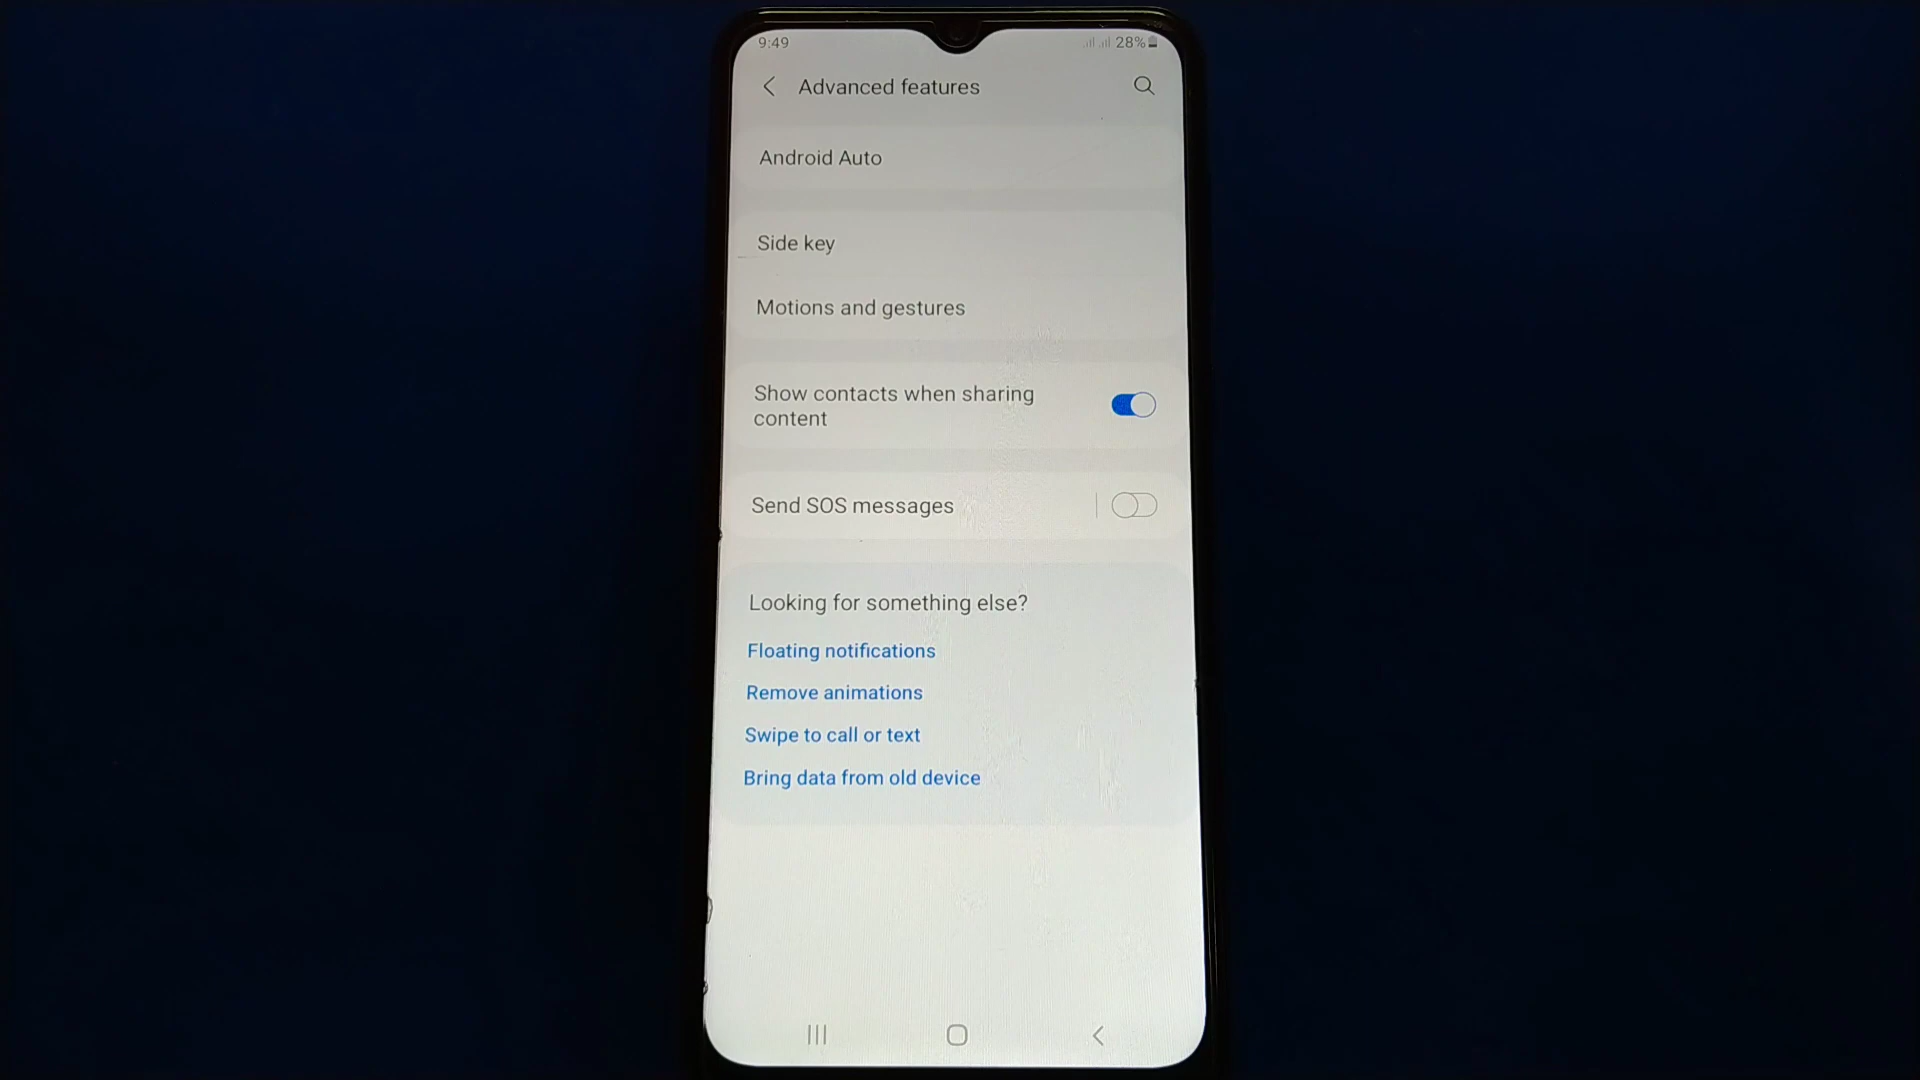 9:49
28%
Advanced features
Android Auto
Side key
Motions and gestures
Show contacts when sharing
content
Send SOS messages
Looking for something else?
Floating notifications
Remove animations
Swipe to call or text
Bring data from old device